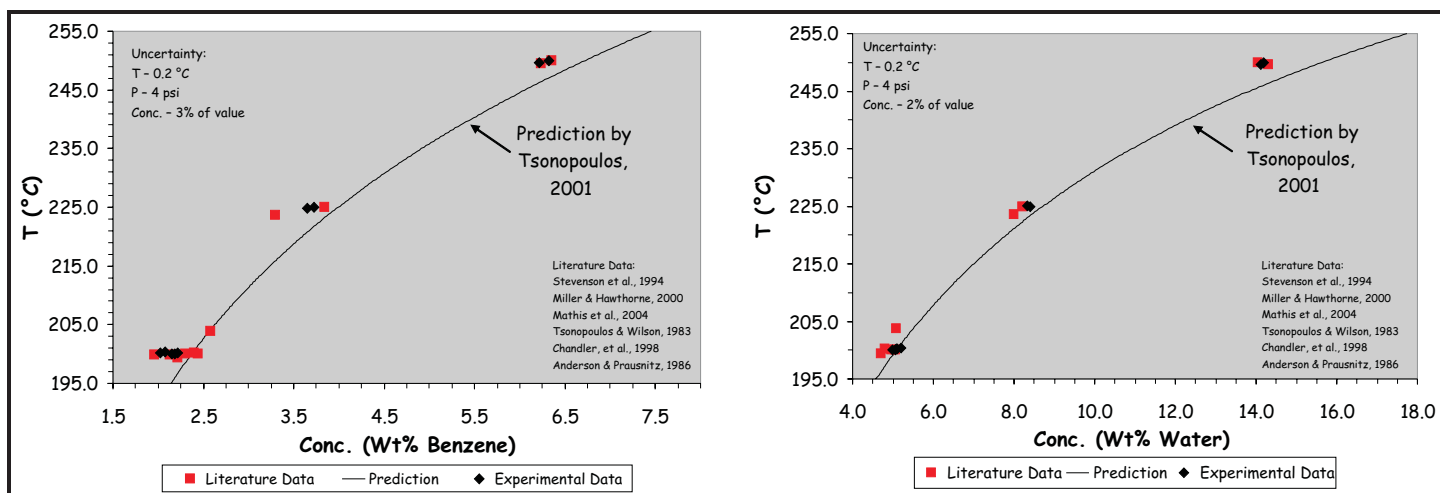 255.0
245.0
235.0
225.0
215.0
205.0
195.0
T (°C)
Uncertainty:
T – 0.2 °C
P – 4 psi
Conc. – 3% of value
Prediction by
Tsonopoulos,
2001
Literature Data:
Stevenson et al., 1994
Miller & Hawthorne, 2000
Mathis et al., 2004
Tsonopoulos & Wilson, 1983
Chandler, et al., 1998
Anderson & Prausnitz, 1986
1.5 2.5 3.5 4.5 5.5 6.5 7.5
Conc. (Wt% Benzene)
Literature Data Prediction Experimental Data
255.0
245.0
235.0
225.0
215.0
205.0
195.0
T (°C)
Uncertainty:
T – 0.2 °C
P – 4 psi
Conc. – 2% of value
Prediction by
Tsonopoulos,
2001
Literature Data:
Stevenson et al., 1994
Miller & Hawthorne, 2000
Mathis et al., 2004
Tsonopoulos & Wilson, 1983
Chandler, et al., 1998
Anderson & Prausnitz, 1986
4.0 6.0 8.0 10.0 12.0 14.0 16.0 18.0
Conc. (Wt% Water)
Literature Data Prediction Experimental Data